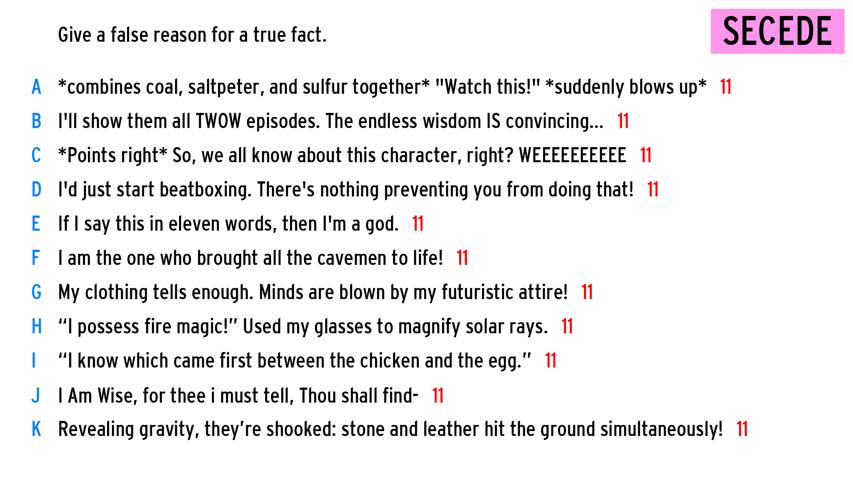 Give a false reason for a true fact.
SECEDE
A *combines coal, saltpeter, and sulfur together* "Watch this!" *suddenly blows up* 11
B I'll show them all TWOW episodes. The endless wisdom IS convincing... 11
C *Points right* So, we all know about this character, right? WEEEEEEEEEE 11
D I'd just start beatboxing. There's nothing preventing you from doing that! 11
E If I say this in eleven words, then I'm a god. 11
F I am the one who brought all the cavemen to life! 11
G My clothing tells enough. Minds are blown by my futuristic attire! 11
H “I possess fire magic!” Used my glasses to magnify solar rays. 11
I “I know which came first between the chicken and the egg.” 11
J I Am Wise, for thee i must tell, Thou shall find- 11
K Revealing gravity, they’re shooked: stone and leather hit the ground simultaneously! 11